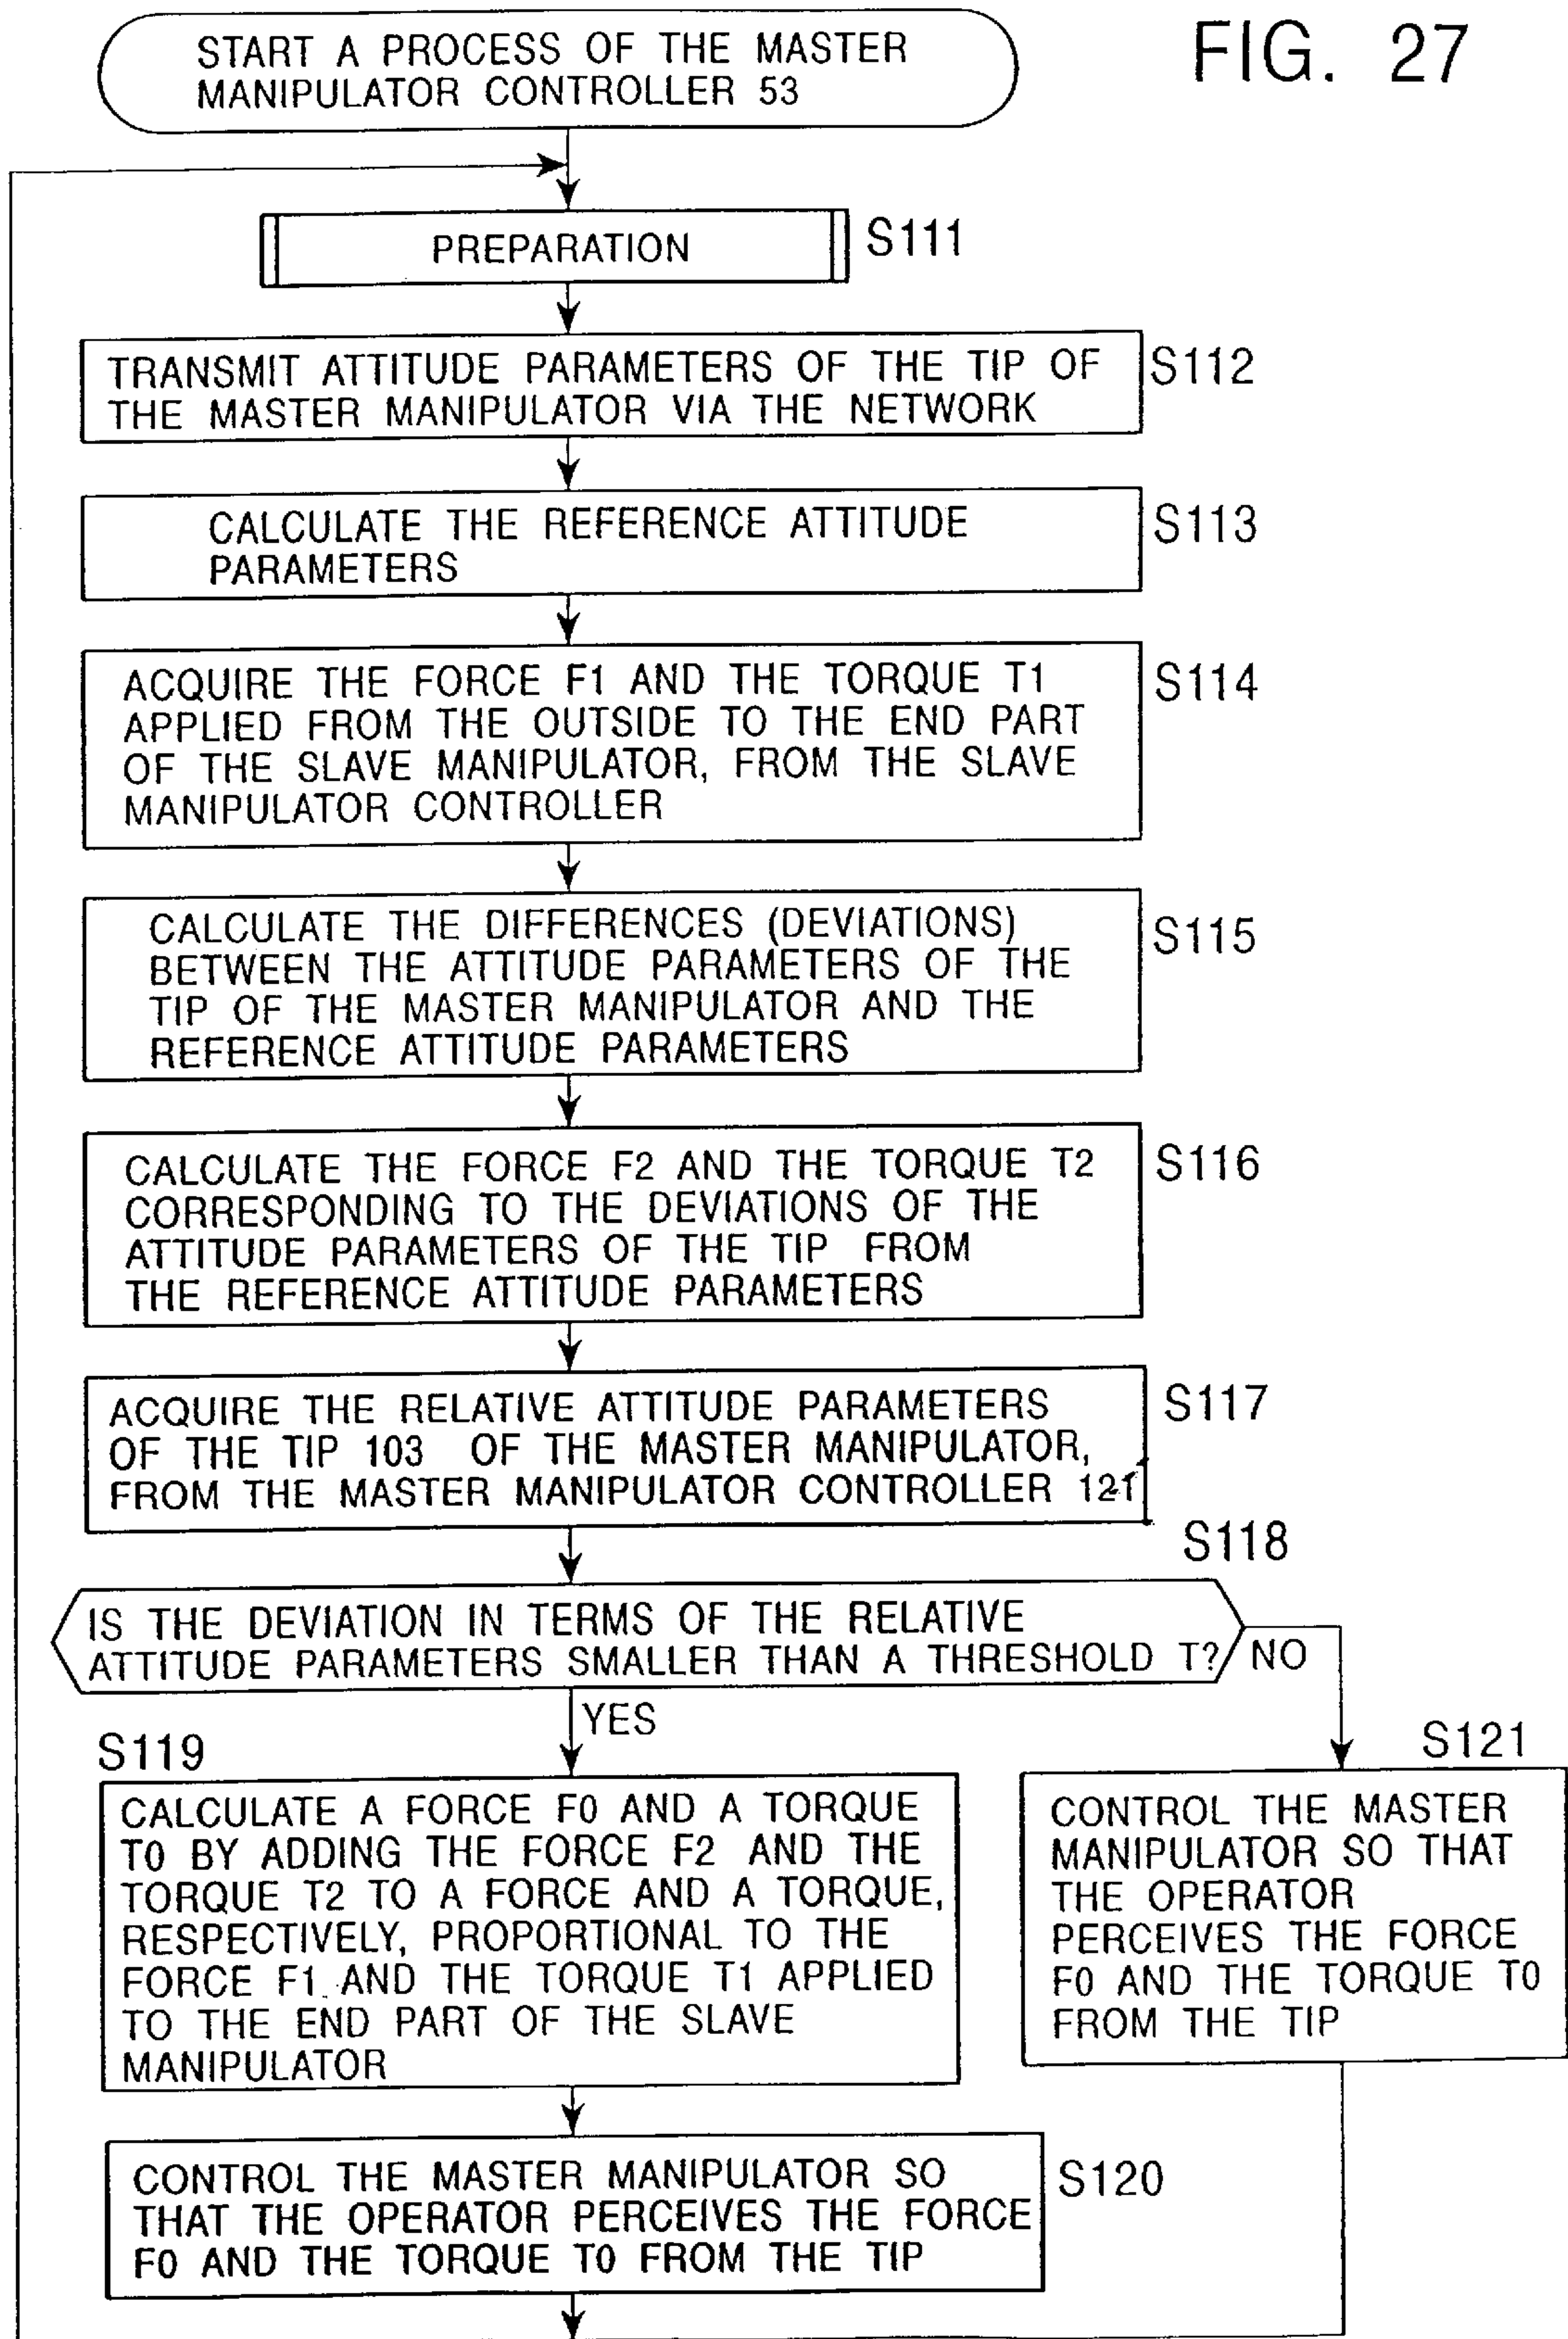 FIG. 27
START A PROCESS OF THE MASTER
MANIPULATOR CONTROLLER 53
PREPARATION
S111
TRANSMIT ATTITUDE PARAMETERS OF THE TIP OF
THE MASTER MANIPULATOR VIA THE NETWORK
S112
CALCULATE THE REFERENCE ATTITUDE
PARAMETERS
S113
ACQUIRE THE FORCE F1 AND THE TORQUE T1
APPLIED FROM THE OUTSIDE TO THE END PART
OF THE SLAVE MANIPULATOR, FROM THE SLAVE
MANIPULATOR CONTROLLER
S114
CALCULATE THE DIFFERENCES (DEVIATIONS)
BETWEEN THE ATTITUDE PARAMETERS OF THE
TIP OF THE MASTER MANIPULATOR AND THE
REFERENCE ATTITUDE PARAMETERS
S115
CALCULATE THE FORCE F2 AND THE TORQUE T2
CORRESPONDING TO THE DEVIATIONS OF THE
ATTITUDE PARAMETERS OF THE TIP FROM
THE REFERENCE ATTITUDE PARAMETERS
S116
ACQUIRE THE RELATIVE ATTITUDE PARAMETERS
OF THE TIP 103 OF THE MASTER MANIPULATOR,
FROM THE MASTER MANIPULATOR CONTROLLER 121
S117
S118
IS THE DEVIATION IN TERMS OF THE RELATIVE
ATTITUDE PARAMETERS SMALLER THAN A THRESHOLD T?
NO
YES
S119
CALCULATE A FORCE F0 AND A TORQUE
T0 BY ADDING THE FORCE F2 AND THE
TORQUE T2 TO A FORCE AND A TORQUE,
RESPECTIVELY, PROPORTIONAL TO THE
FORCE F1 AND THE TORQUE T1 APPLIED
TO THE END PART OF THE SLAVE
MANIPULATOR
S121
CONTROL THE MASTER
MANIPULATOR SO THAT
THE OPERATOR
PERCEIVES THE FORCE
F0 AND THE TORQUE T0
FROM THE TIP
CONTROL THE MASTER MANIPULATOR SO
THAT THE OPERATOR PERCEIVES THE FORCE
F0 AND THE TORQUE T0 FROM THE TIP
S120